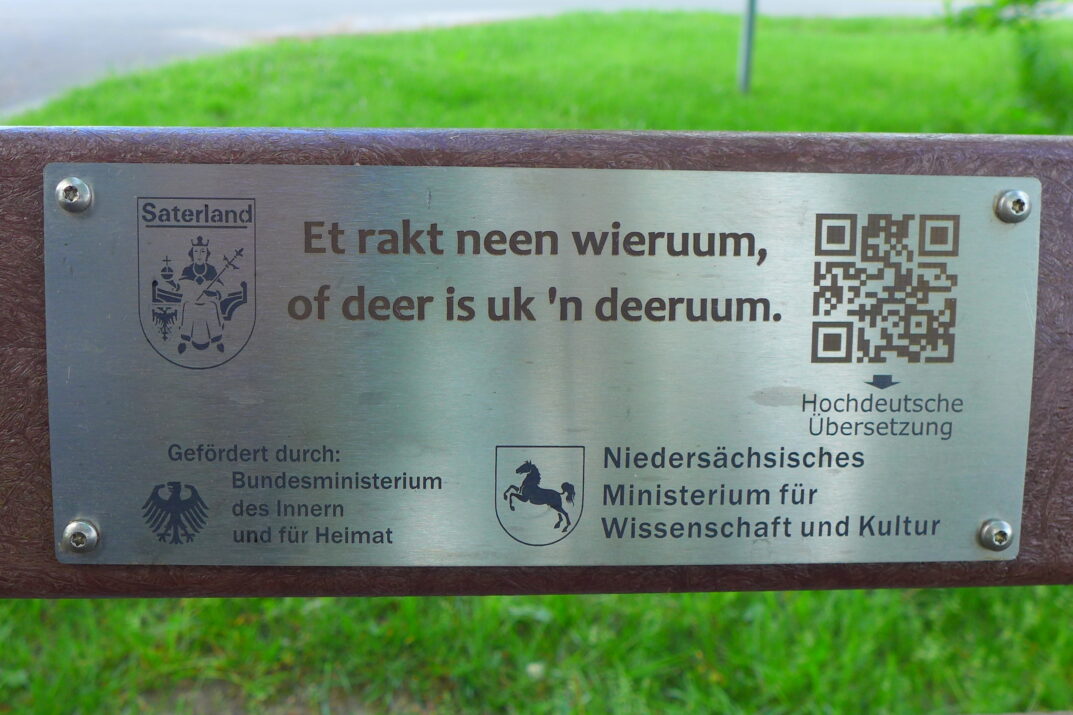 Saterland
Et rakt neen wieruum,
of deer is uk 'n deeruum.
Hochdeutsche
Übersetzung
Gefördert durch:
Bundesministerium
des Innern
und für Heimat
Niedersächsisches
Ministerium für
Wissenschaft und Kultur